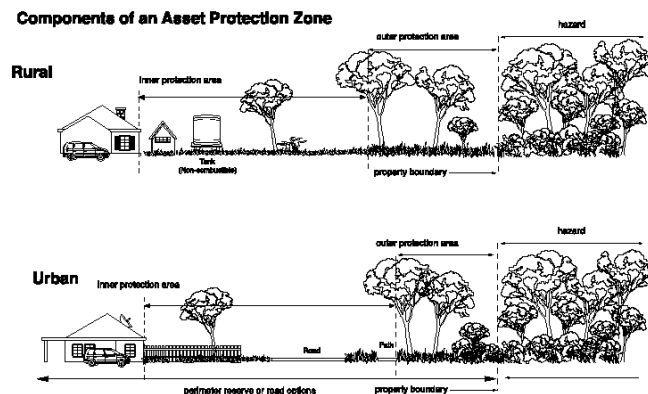 Components of an Asset Protection Zone
hazard
outer protection area
Rural
inner protection area
Tank
(Non-combustible)
property boundary
hazard
outer protection area
Urban
inner protection area
Road
Path
perimeter reserve or road options
property boundary